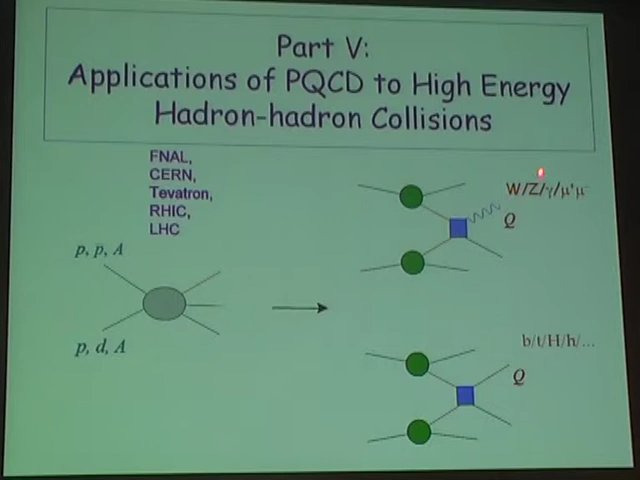 Part V:
Applications of PQCD to High Energy
Hadron-hadron Collisions
FNAL,
CERN,
Tevatron,
RHIC,
LHC
W/Z/γ/μ⁺μ⁻
Q
p, p, A
p, d, A
b/t/H/h/...
Q